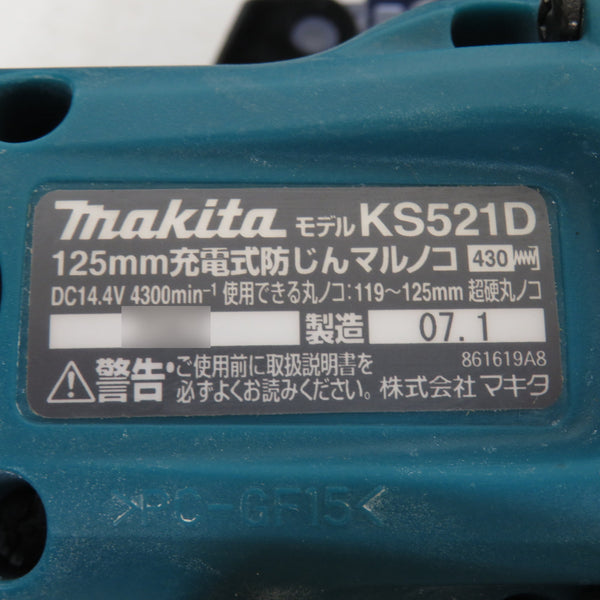 makita モデル KS521D
125mm充電式防じんマルノコ 430
DC14.4V 4300min-1 使用できる丸ノコ:119～125mm 超硬丸ノコ
製造 07.1
861619A8
警告・ご使用前に取扱説明書を
必ずよくお読みください。 株式会社 マキタ
>PC-GF15<